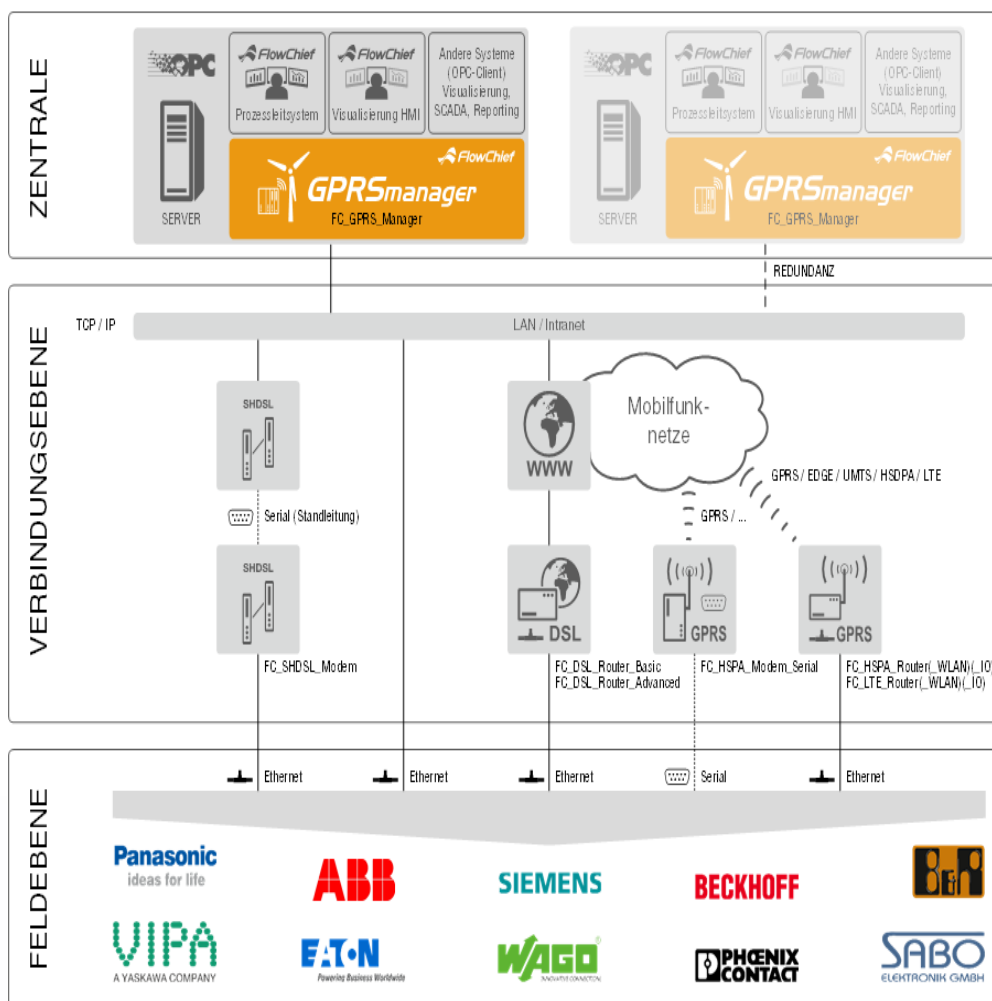 ZENTRALE
OPC
SERVER
FlowChief
Prozessleitsystem
FlowChief
Visualisierung HMI
Andere Systeme
(OPC-Client)
Visualisierung,
SCADA, Reporting
FlowChief
GPRSmanager
FC_GPRS_Manager
OPC
SERVER
FlowChief
Prozessleitsystem
FlowChief
Visualisierung HMI
Andere Systeme
(OPC-Client)
Visualisierung,
SCADA, Reporting
FlowChief
GPRSmanager
FC_GPRS_Manager
REDUNDANZ
VERBINDUNGSEBENE
TCP / IP
LAN / Intranet
SHDSL
WWW
Mobilfunk-
netze
GPRS / EDGE / UMTS / HSDPA / LTE
Serial (Standleitung)
GPRS / ...
SHDSL
DSL
GPRS
GPRS
FC_SHDSL_Modem
FC_DSL_Router_Basic
FC_DSL_Router_Advanced
FC_HSPA_Modem_Serial
FC_HSPA_Router(_WLAN)(_IO)
FC_LTE_Router(_WLAN)(_IO)
FELDEBENE
Ethernet
Ethernet
Ethernet
Serial
Ethernet
Panasonic
ideas for life
ABB
SIEMENS
BECKHOFF
B&R
VIPA
A YASKAWA COMPANY
EATON
Powering Business Worldwide
WAGO
INNOVATIVE CONNECTIONS
PHŒNIX
CONTACT
SABO
ELEKTRONIK GMBH